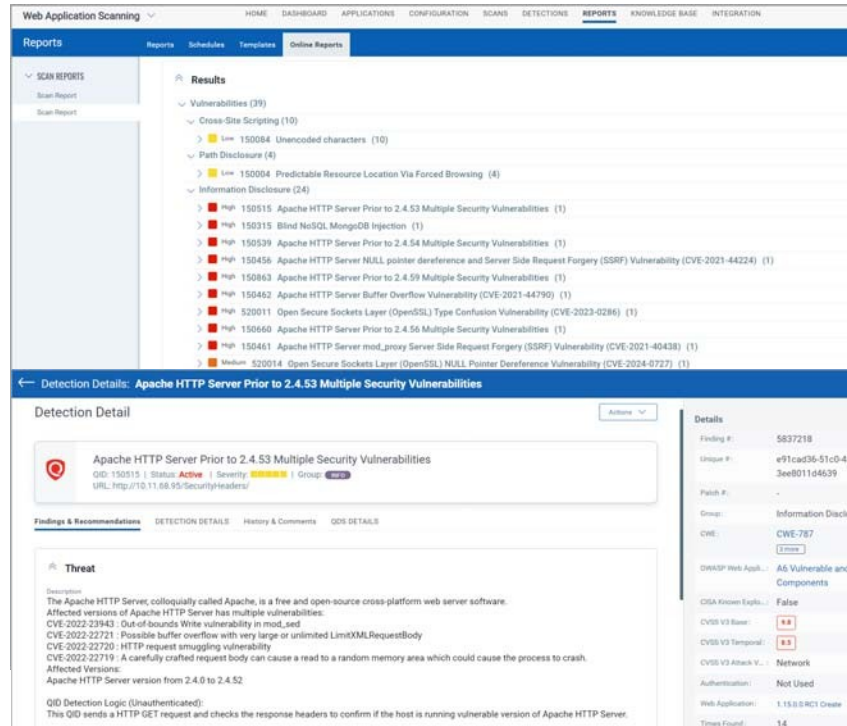 Web Application Scanning
HOME DASHBOARD APPLICATIONS CONFIGURATION SCANS DETECTIONS REPORTS KNOWLEDGE BASE INTEGRATION
Reports
Reports Schedules Templates Online Reports
SCAN REPORTS
Scan Report
Scan Report
Results
Vulnerabilities (39)
Cross-Site Scripting (10)
Low 150084 Unencoded characters (10)
Path Disclosure (4)
Low 150004 Predictable Resource Location Via Forced Browsing (4)
Information Disclosure (24)
High 150515 Apache HTTP Server Prior to 2.4.53 Multiple Security Vulnerabilities (1)
High 150315 Blind NoSQL MongoDB Injection (1)
High 150539 Apache HTTP Server Prior to 2.4.54 Multiple Security Vulnerabilities (1)
High 150456 Apache HTTP Server NULL pointer dereference and Server Side Request Forgery (SSRF) Vulnerability (CVE-2021-44224) (1)
High 150863 Apache HTTP Server Prior to 2.4.59 Multiple Security Vulnerabilities (1)
High 150462 Apache HTTP Server Buffer Overflow Vulnerability (CVE-2021-44790) (1)
High 520011 Open Secure Sockets Layer (OpenSSL) Type Confusion Vulnerability (CVE-2023-0286) (1)
High 150660 Apache HTTP Server Prior to 2.4.56 Multiple Security Vulnerabilities (1)
High 150461 Apache HTTP Server mod_proxy Server Side Request Forgery (SSRF) Vulnerability (CVE-2021-40438) (1)
Medium 520014 Open Secure Sockets Layer (OpenSSL) NULL Pointer Dereference Vulnerability (CVE-2024-0727) (1)
Detection Details: Apache HTTP Server Prior to 2.4.53 Multiple Security Vulnerabilities
Detection Detail
Actions
Apache HTTP Server Prior to 2.4.53 Multiple Security Vulnerabilities
QID: 150515 | Status: Active | Severity: | Group: INFO
URL: http://10.11.68.95/SecurityHeaders/
Findings & Recommendations DETECTION DETAILS History & Comments QDS DETAILS
Threat
Description
The Apache HTTP Server, colloquially called Apache, is a free and open-source cross-platform web server software.
Affected versions of Apache HTTP Server has multiple vulnerabilities:
CVE-2022-23943 : Out-of-bounds Write vulnerability in mod_sed
CVE-2022-22721 : Possible buffer overflow with very large or unlimited LimitXMLRequestBody
CVE-2022-22720 : HTTP request smuggling vulnerability
CVE-2022-22719 : A carefully crafted request body can cause a read to a random memory area which could cause the process to crash.
Affected Versions:
Apache HTTP Server version from 2.4.0 to 2.4.52
QID Detection Logic (Unauthenticated):
This QID sends a HTTP GET request and checks the response headers to confirm if the host is running vulnerable version of Apache HTTP Server.
Details
Finding #: 5837218
Unique #: e91cad36-51c0-4
3ee8011d4639
Patch #: -
Group: Information Discl
CWE: CWE-787
3 more
OWASP Web Appli...: A6 Vulnerable and
Components
CISA Known Explo...: False
CVSS V3 Base: 9.8
CVSS V3 Temporal: 8.5
CVSS V3 Attack V...: Network
Authentication: Not Used
Web Application: 1.15.0.0 RC1 Create
Times Found: 14